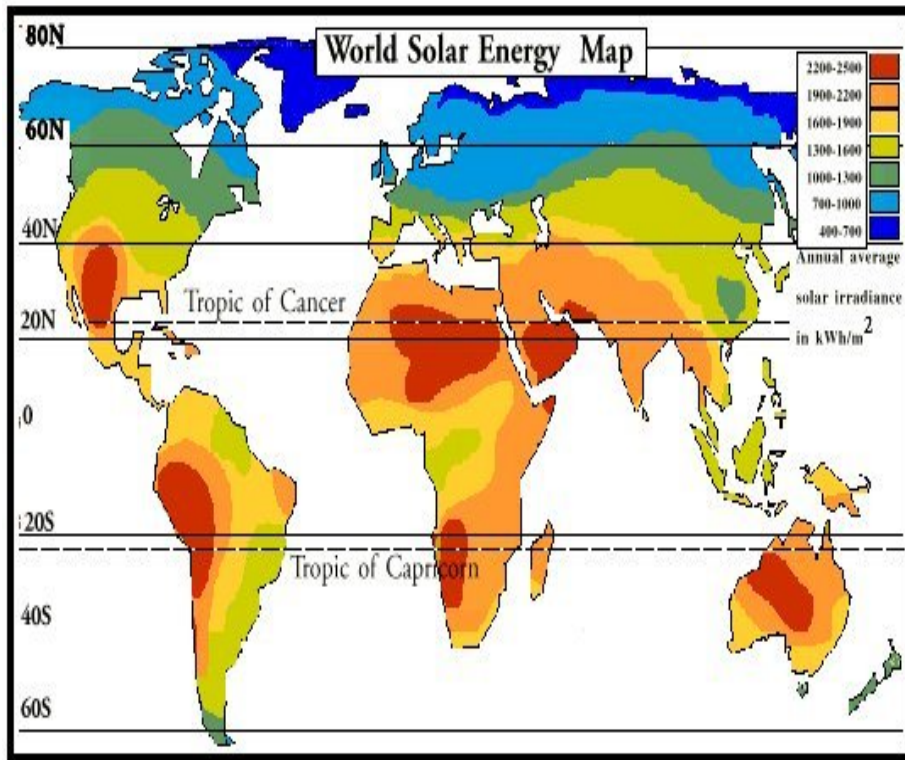 World Solar Energy Map
80N
60N
40N
20N
0
20S
40S
60S
Tropic of Cancer
Tropic of Capricorn
2200-2500
1900-2200
1600-1900
1300-1600
1000-1300
700-1000
400-700
Annual average
solar irradiance
in kWh/m²